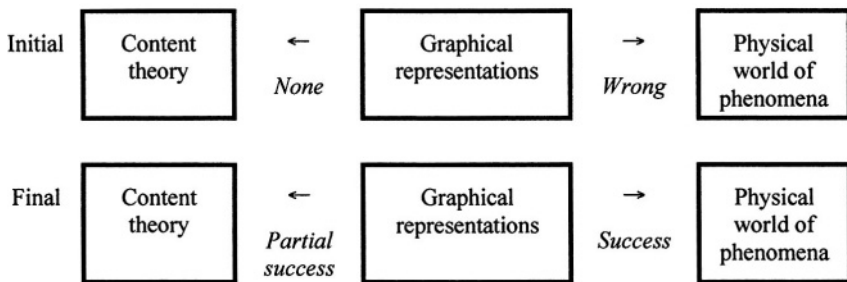 Initial
Content
theory
←
None
Graphical
representations
→
Wrong
Physical
world of
phenomena
Final
Content
theory
←
Partial
success
Graphical
representations
→
Success
Physical
world of
phenomena